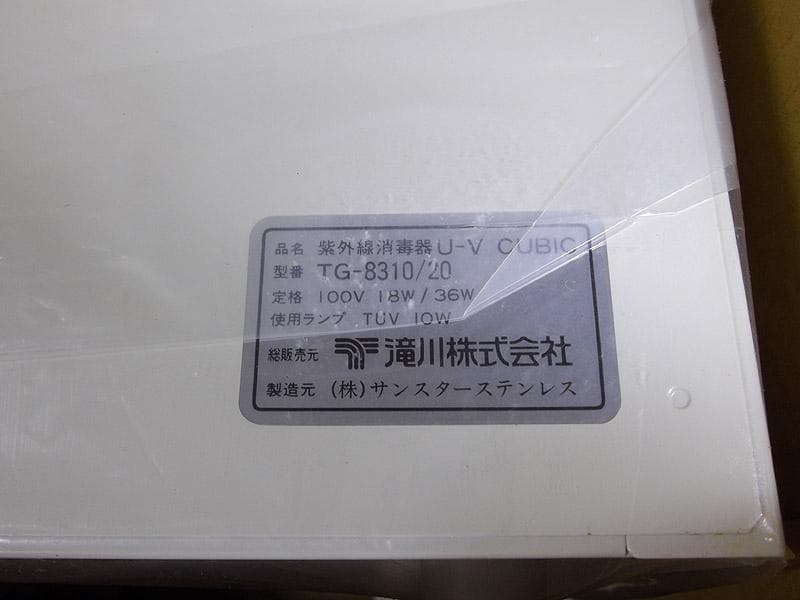 品名 紫外線消毒器U-V CUBIC
型番 TG-8310/20
定格 100V 18W/36W
使用ランプ TUV 10W
総販売元 滝川株式会社
製造元 (株)サンスターステンレス